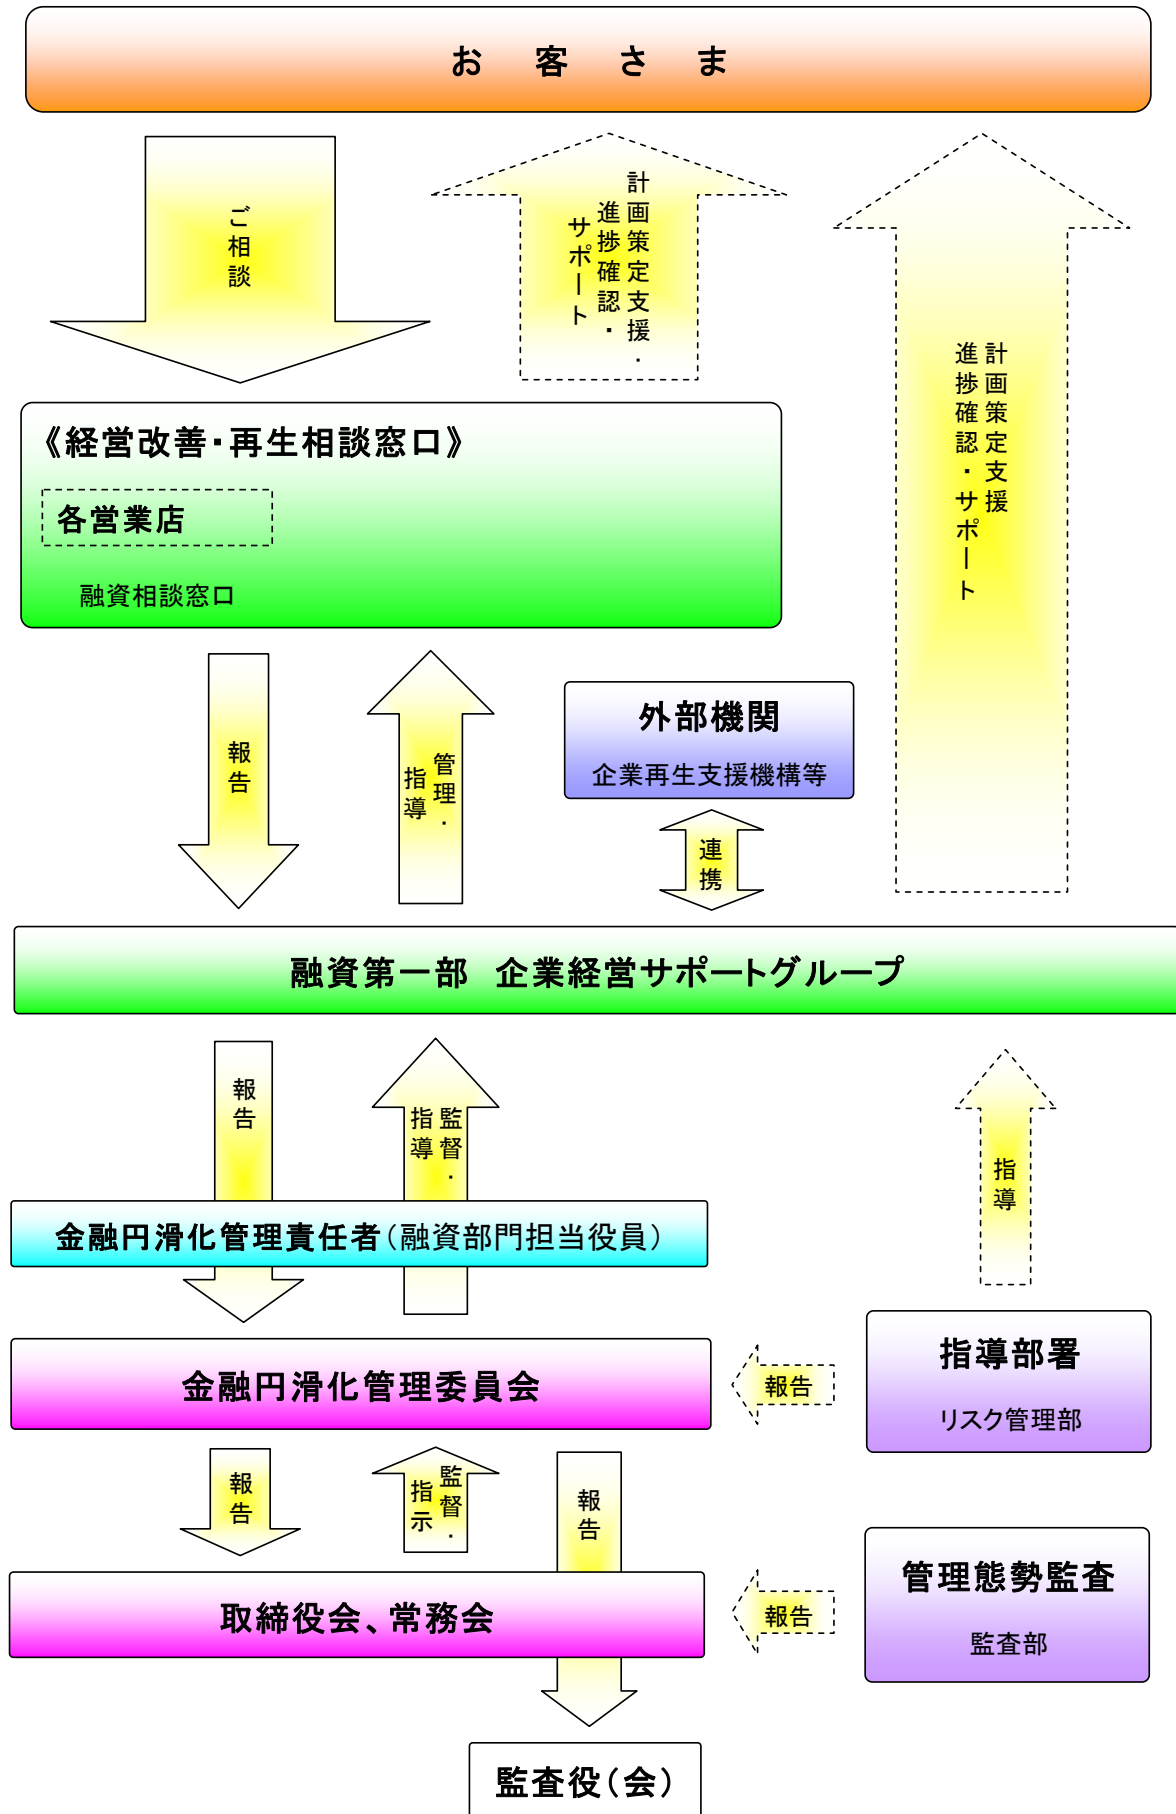 お客さま
ご相談
計画策定支援・
進捗確認・
サポート
計画策定支援
進捗確認・サポート
《経営改善・再生相談窓口》
各営業店
融資相談窓口
報告
管理・
指導
外部機関
企業再生支援機構等
連携
融資第一部 企業経営サポートグループ
報告
監督・
指導
指導
金融円滑化管理責任者（融資部門担当役員）
金融円滑化管理委員会
報告
指導部署
リスク管理部
報告
監督・
指示
報告
取締役会、常務会
報告
管理態勢監査
監査部
監査役（会）